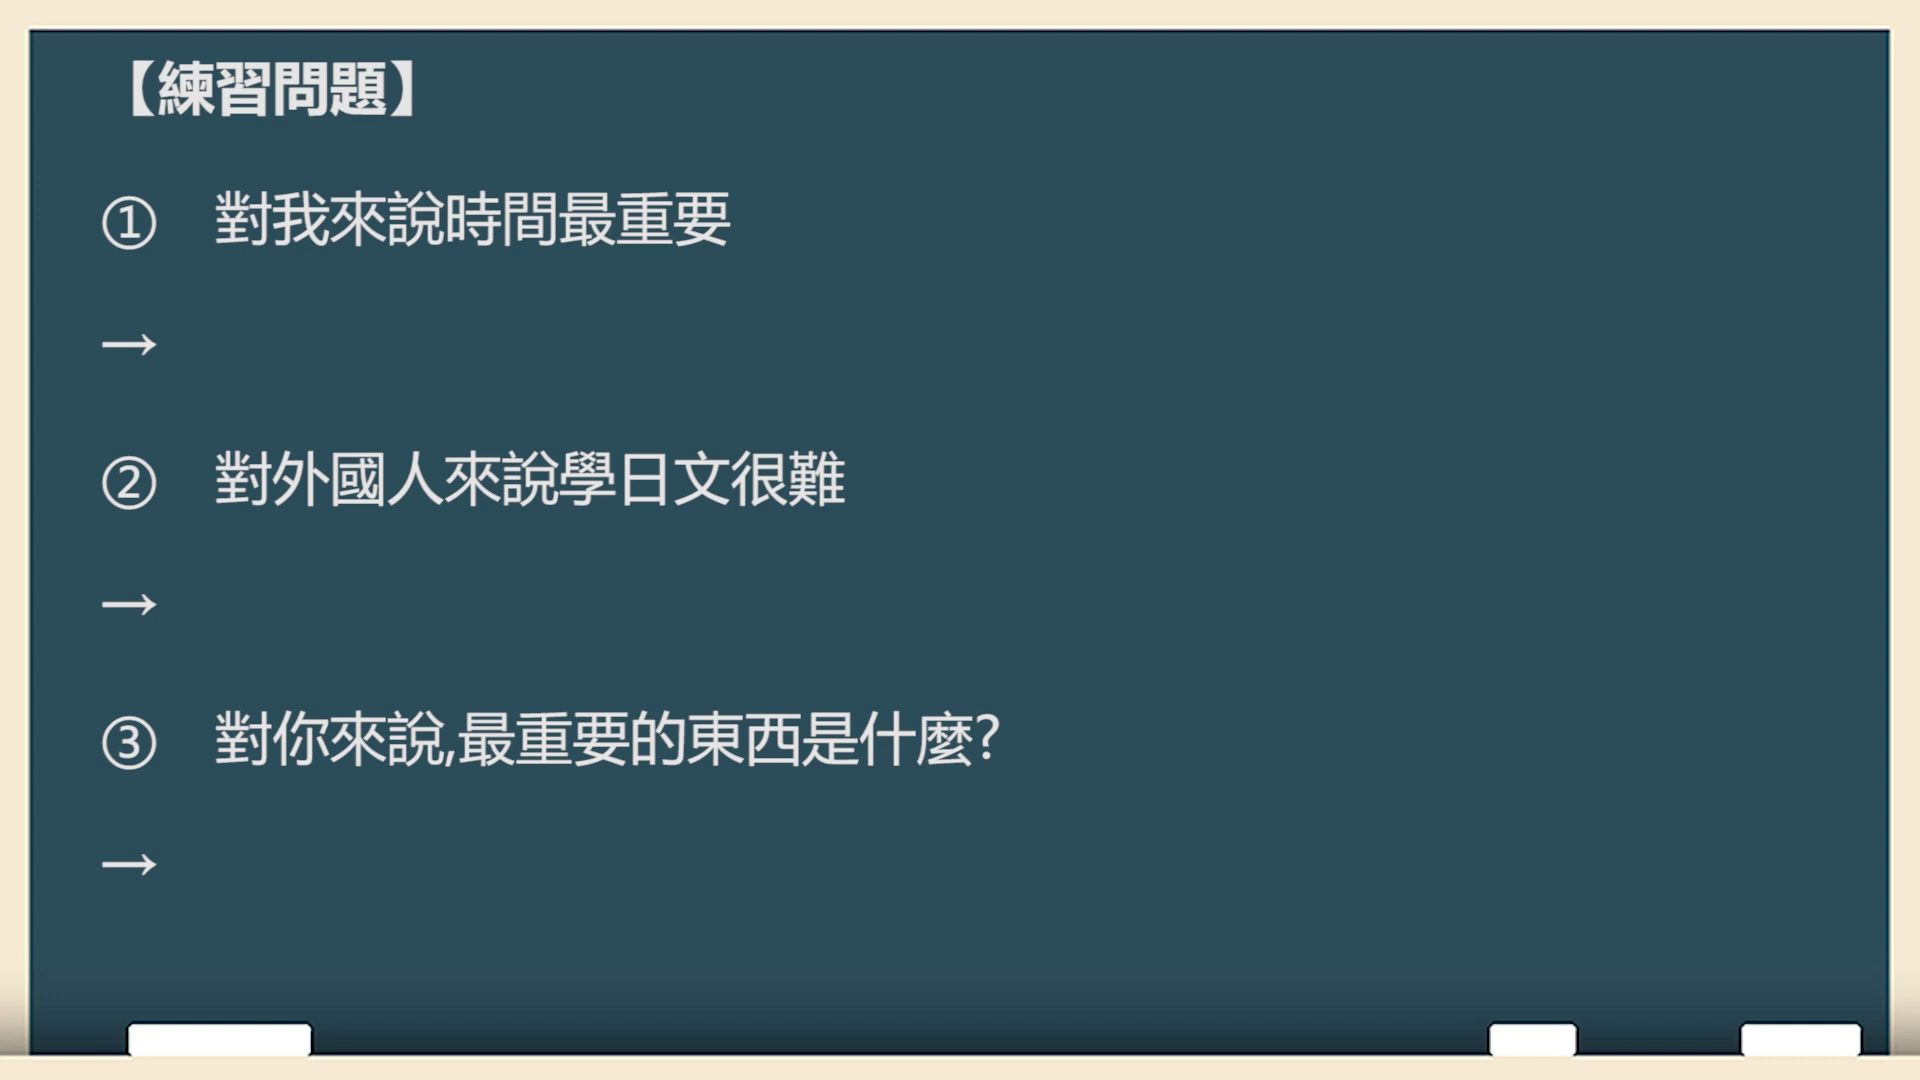 【練習問題】
①　對我來說時間最重要
→
②　對外國人來說學日文很難
→
③　對你來說,最重要的東西是什麼?
→